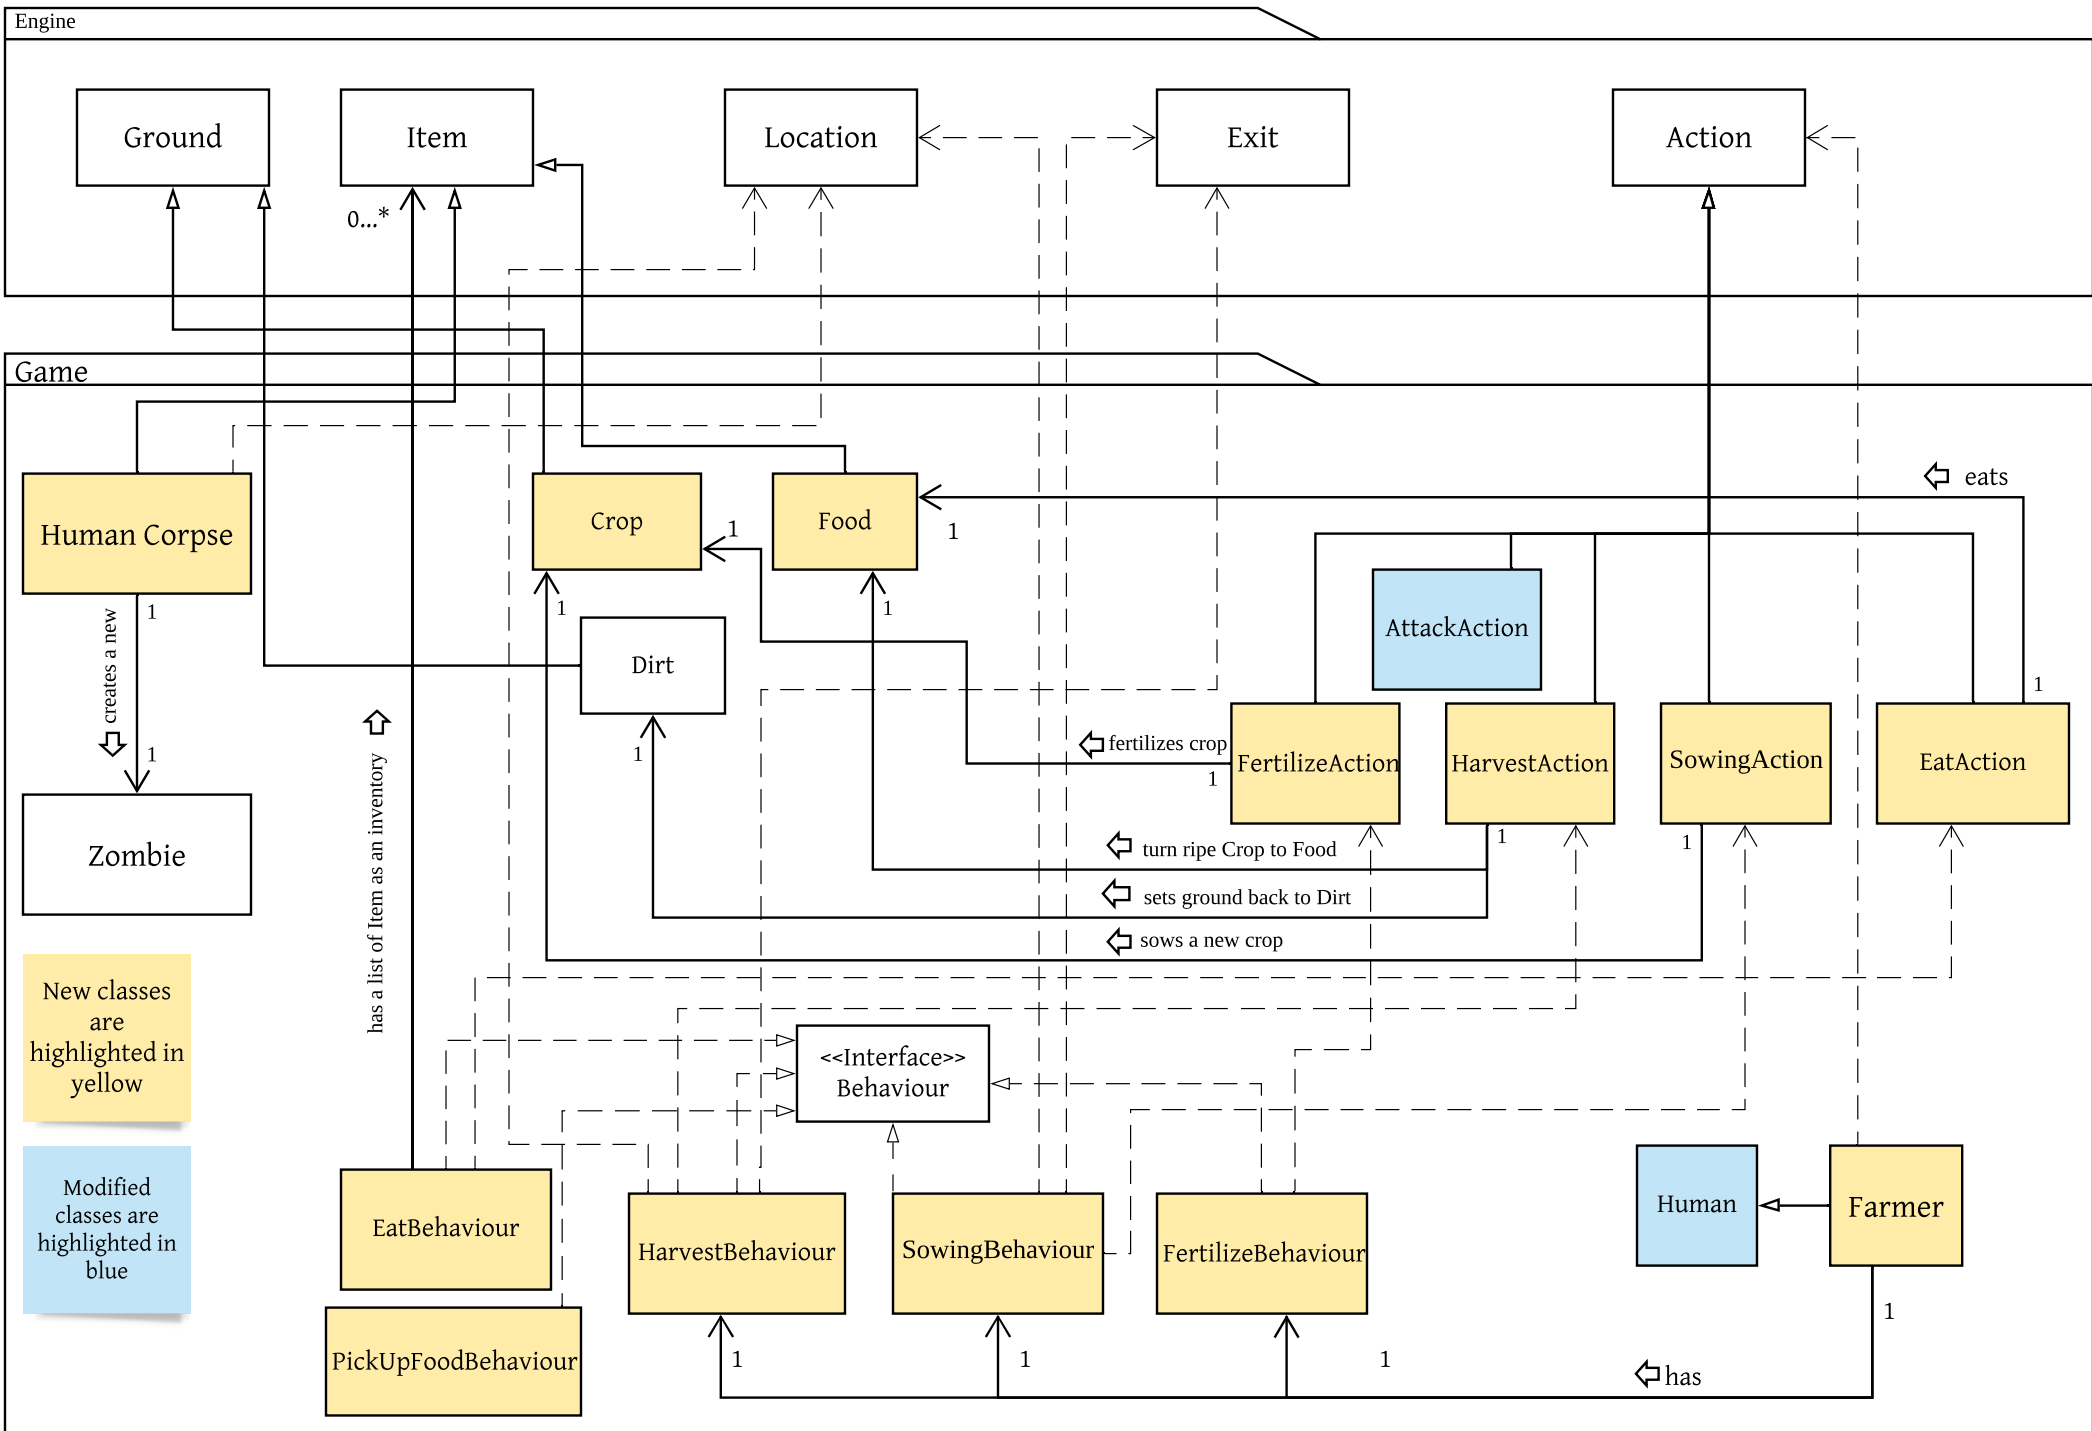 Engine
Ground
Item
Location
Exit
Action
0...*
Game
eats
Human Corpse
Crop
1
Food
1
1
creates a new
1
1
AttackAction
Dirt
1
1
1
fertilizes crop
1
FertilizeAction
HarvestAction
SowingAction
EatAction
1
Zombie
has a list of Item as an inventory
turn ripe Crop to Food
1
1
sets ground back to Dirt
sows a new crop
New classes
are
highlighted in
yellow
<<Interface>>
Behaviour
Modified
classes are
highlighted in
blue
EatBehaviour
HarvestBehaviour
SowingBehaviour
FertilizeBehaviour
Human
Farmer
PickUpFoodBehaviour
1
1
1
1
has